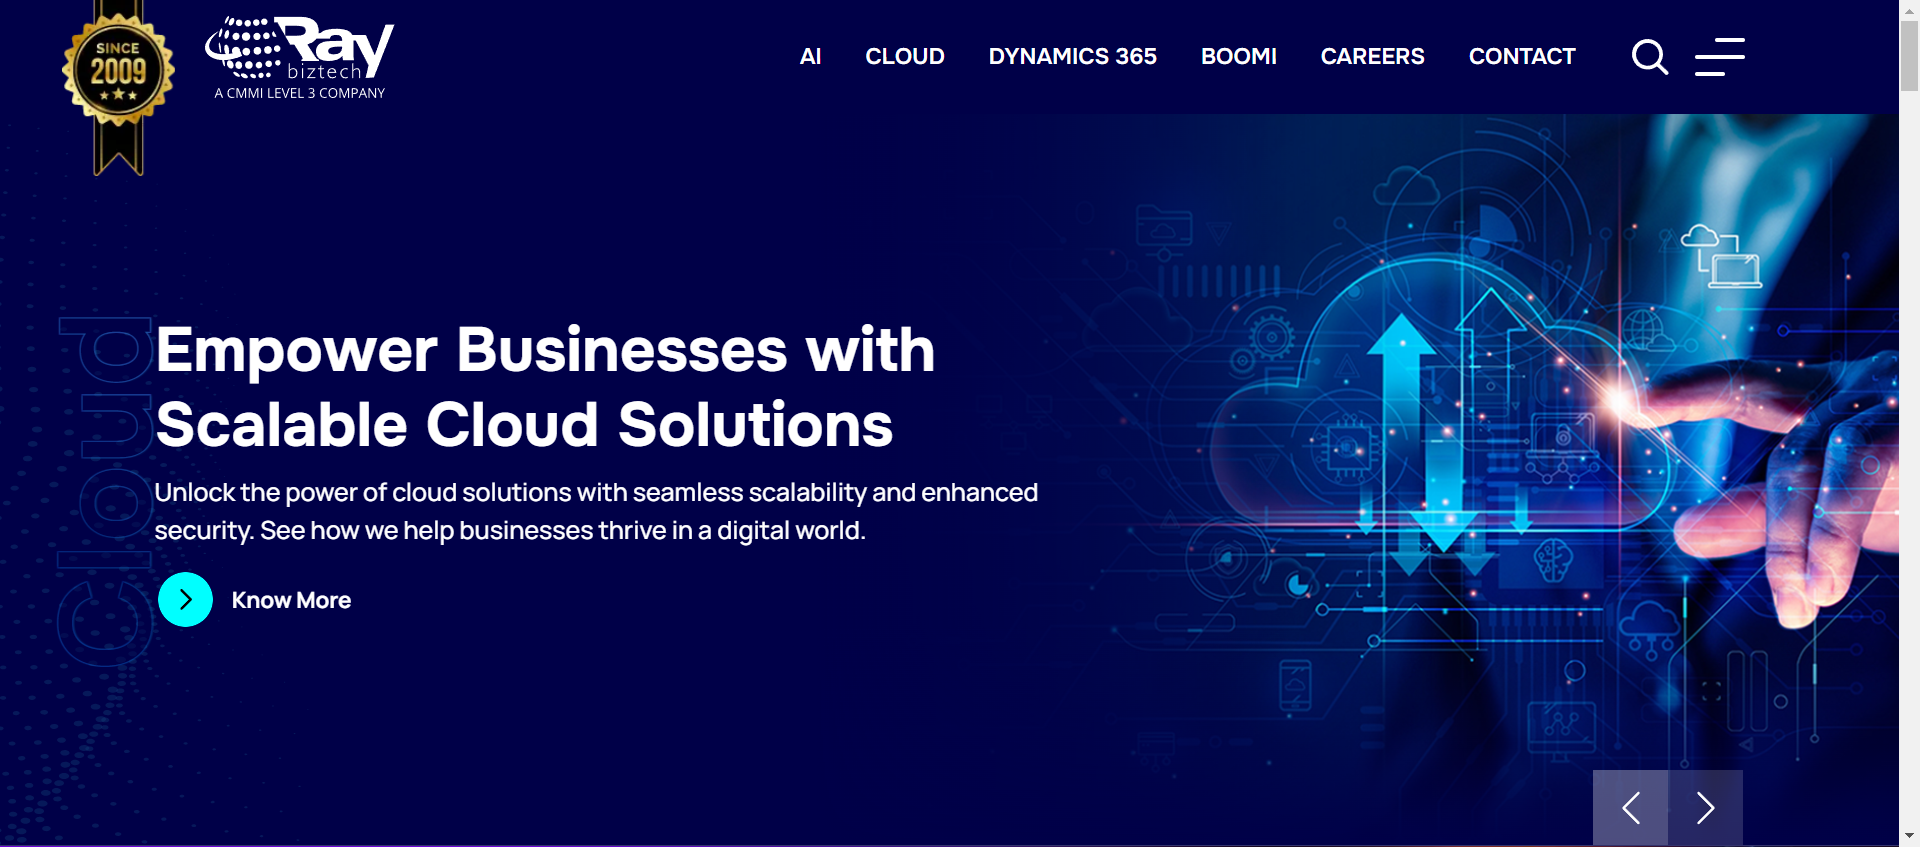 SINCE
2009
Ray
biztech
A CMMI LEVEL 3 COMPANY
AI CLOUD DYNAMICS 365 BOOMI CAREERS CONTACT
Cloud
Empower Businesses with
Scalable Cloud Solutions
Unlock the power of cloud solutions with seamless scalability and enhanced
security. See how we help businesses thrive in a digital world.
Know More